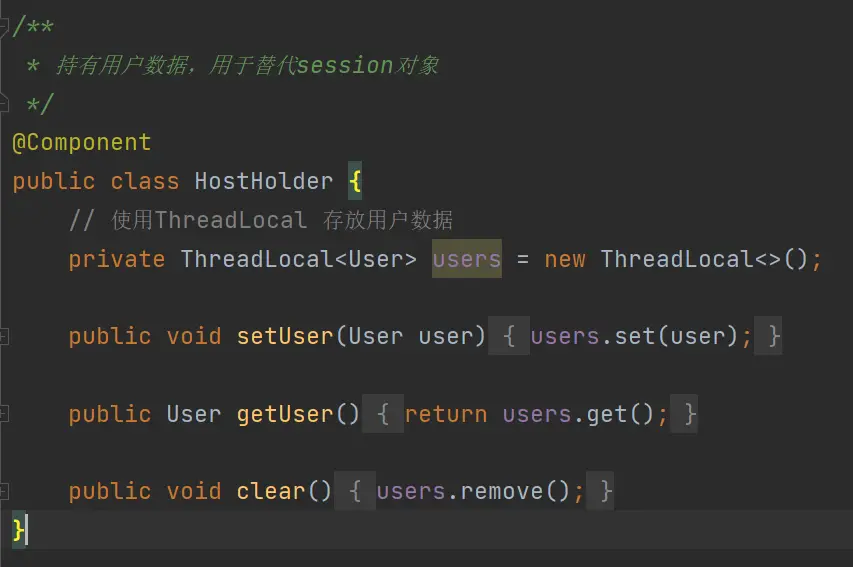 /**
 * 持有用户数据，用于替代session对象
 */
@Component
public class HostHolder {
    // 使用ThreadLocal 存放用户数据
    private ThreadLocal<User> users = new ThreadLocal<>();
    public void setUser(User user) { users.set(user); }
    public User getUser() { return users.get(); }
    public void clear() { users.remove(); }
}